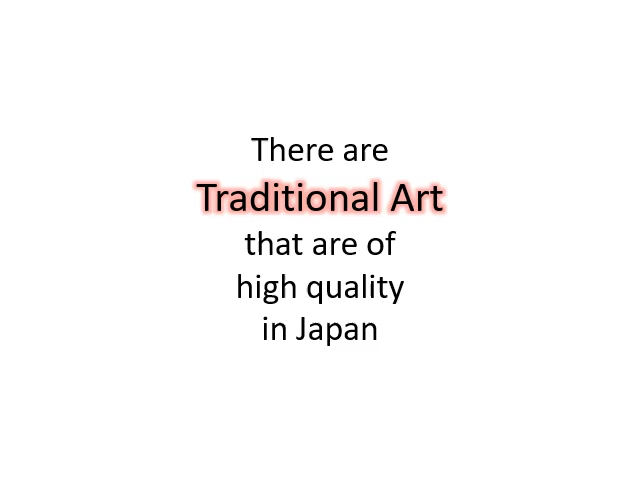 There are
Traditional Art
that are of
high quality
in Japan